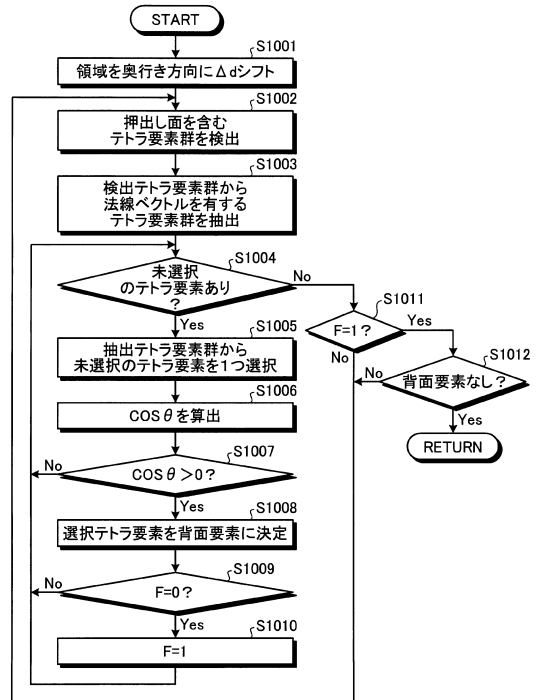 START
S1001
領域を奥行き方向にΔdシフト
S1002
押出し面を含む
テトラ要素群を検出
S1003
検出テトラ要素群から
法線ベクトルを有する
テトラ要素群を抽出
S1004
未選択
のテトラ要素あり
?
No
Yes
S1005
抽出テトラ要素群から
未選択のテトラ要素を1つ選択
S1006
COSθを算出
S1007
COSθ>0?
No
Yes
S1008
選択テトラ要素を背面要素に決定
S1009
F=0?
No
Yes
S1010
F=1
S1011
F=1?
Yes
No
S1012
背面要素なし?
No
Yes
RETURN